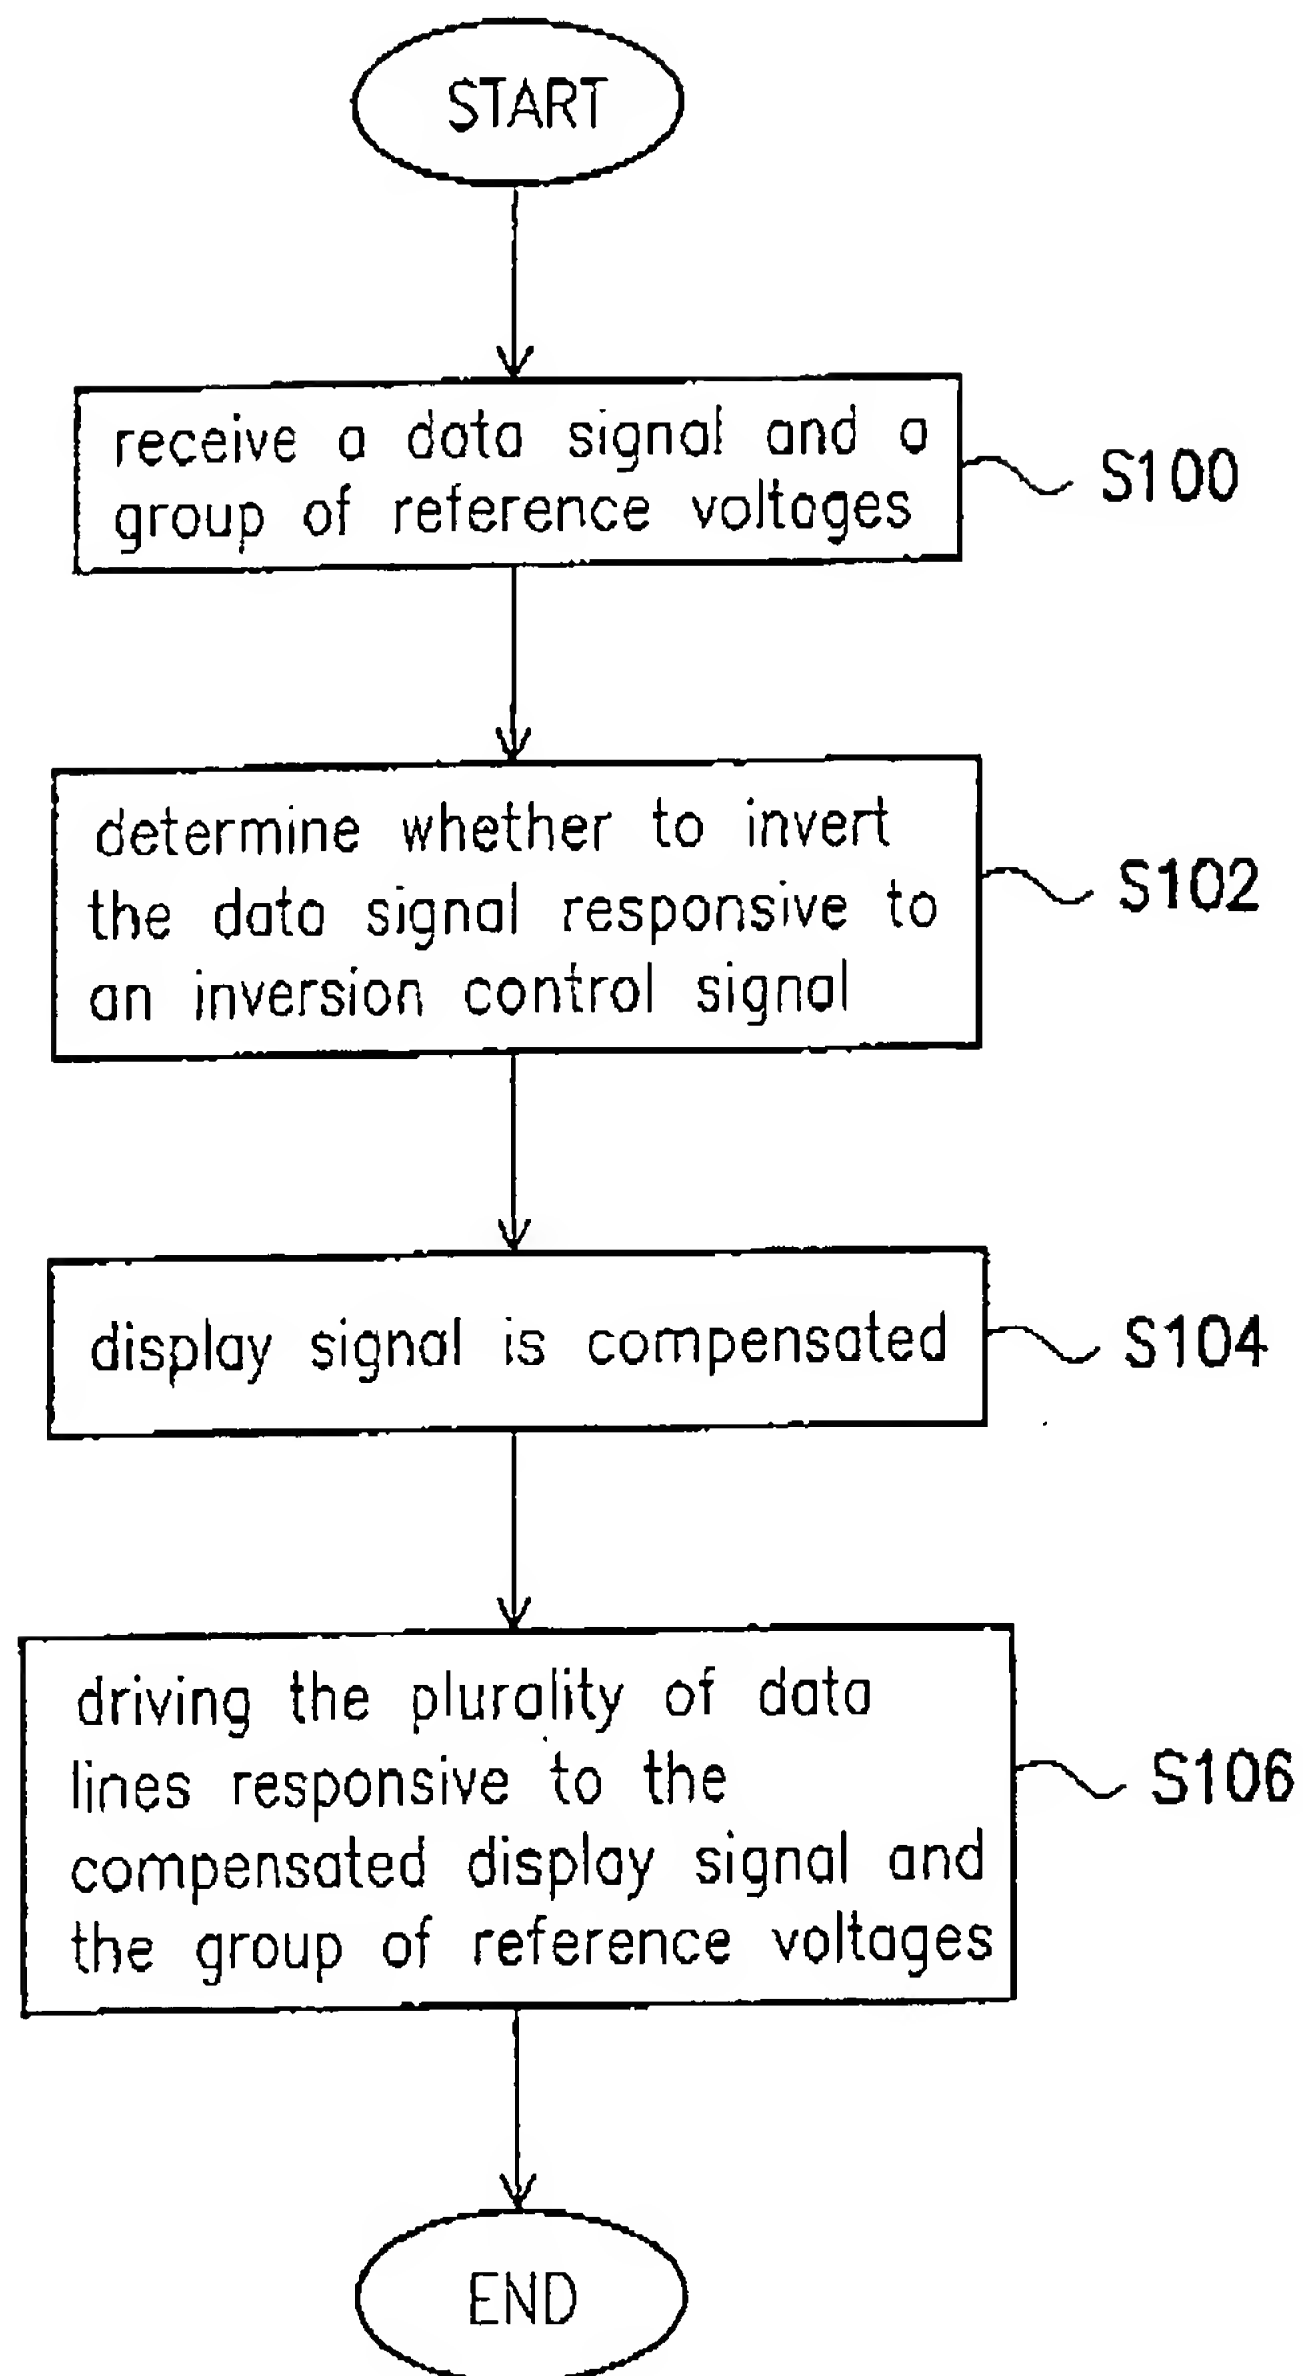 START
receive a data signal and a
group of reference voltages
S100
determine whether to invert
the data signal responsive to
an inversion control signal
S102
display signal is compensated
S104
driving the plurality of data
lines responsive to the
compensated display signal and
the group of reference voltages
S106
END